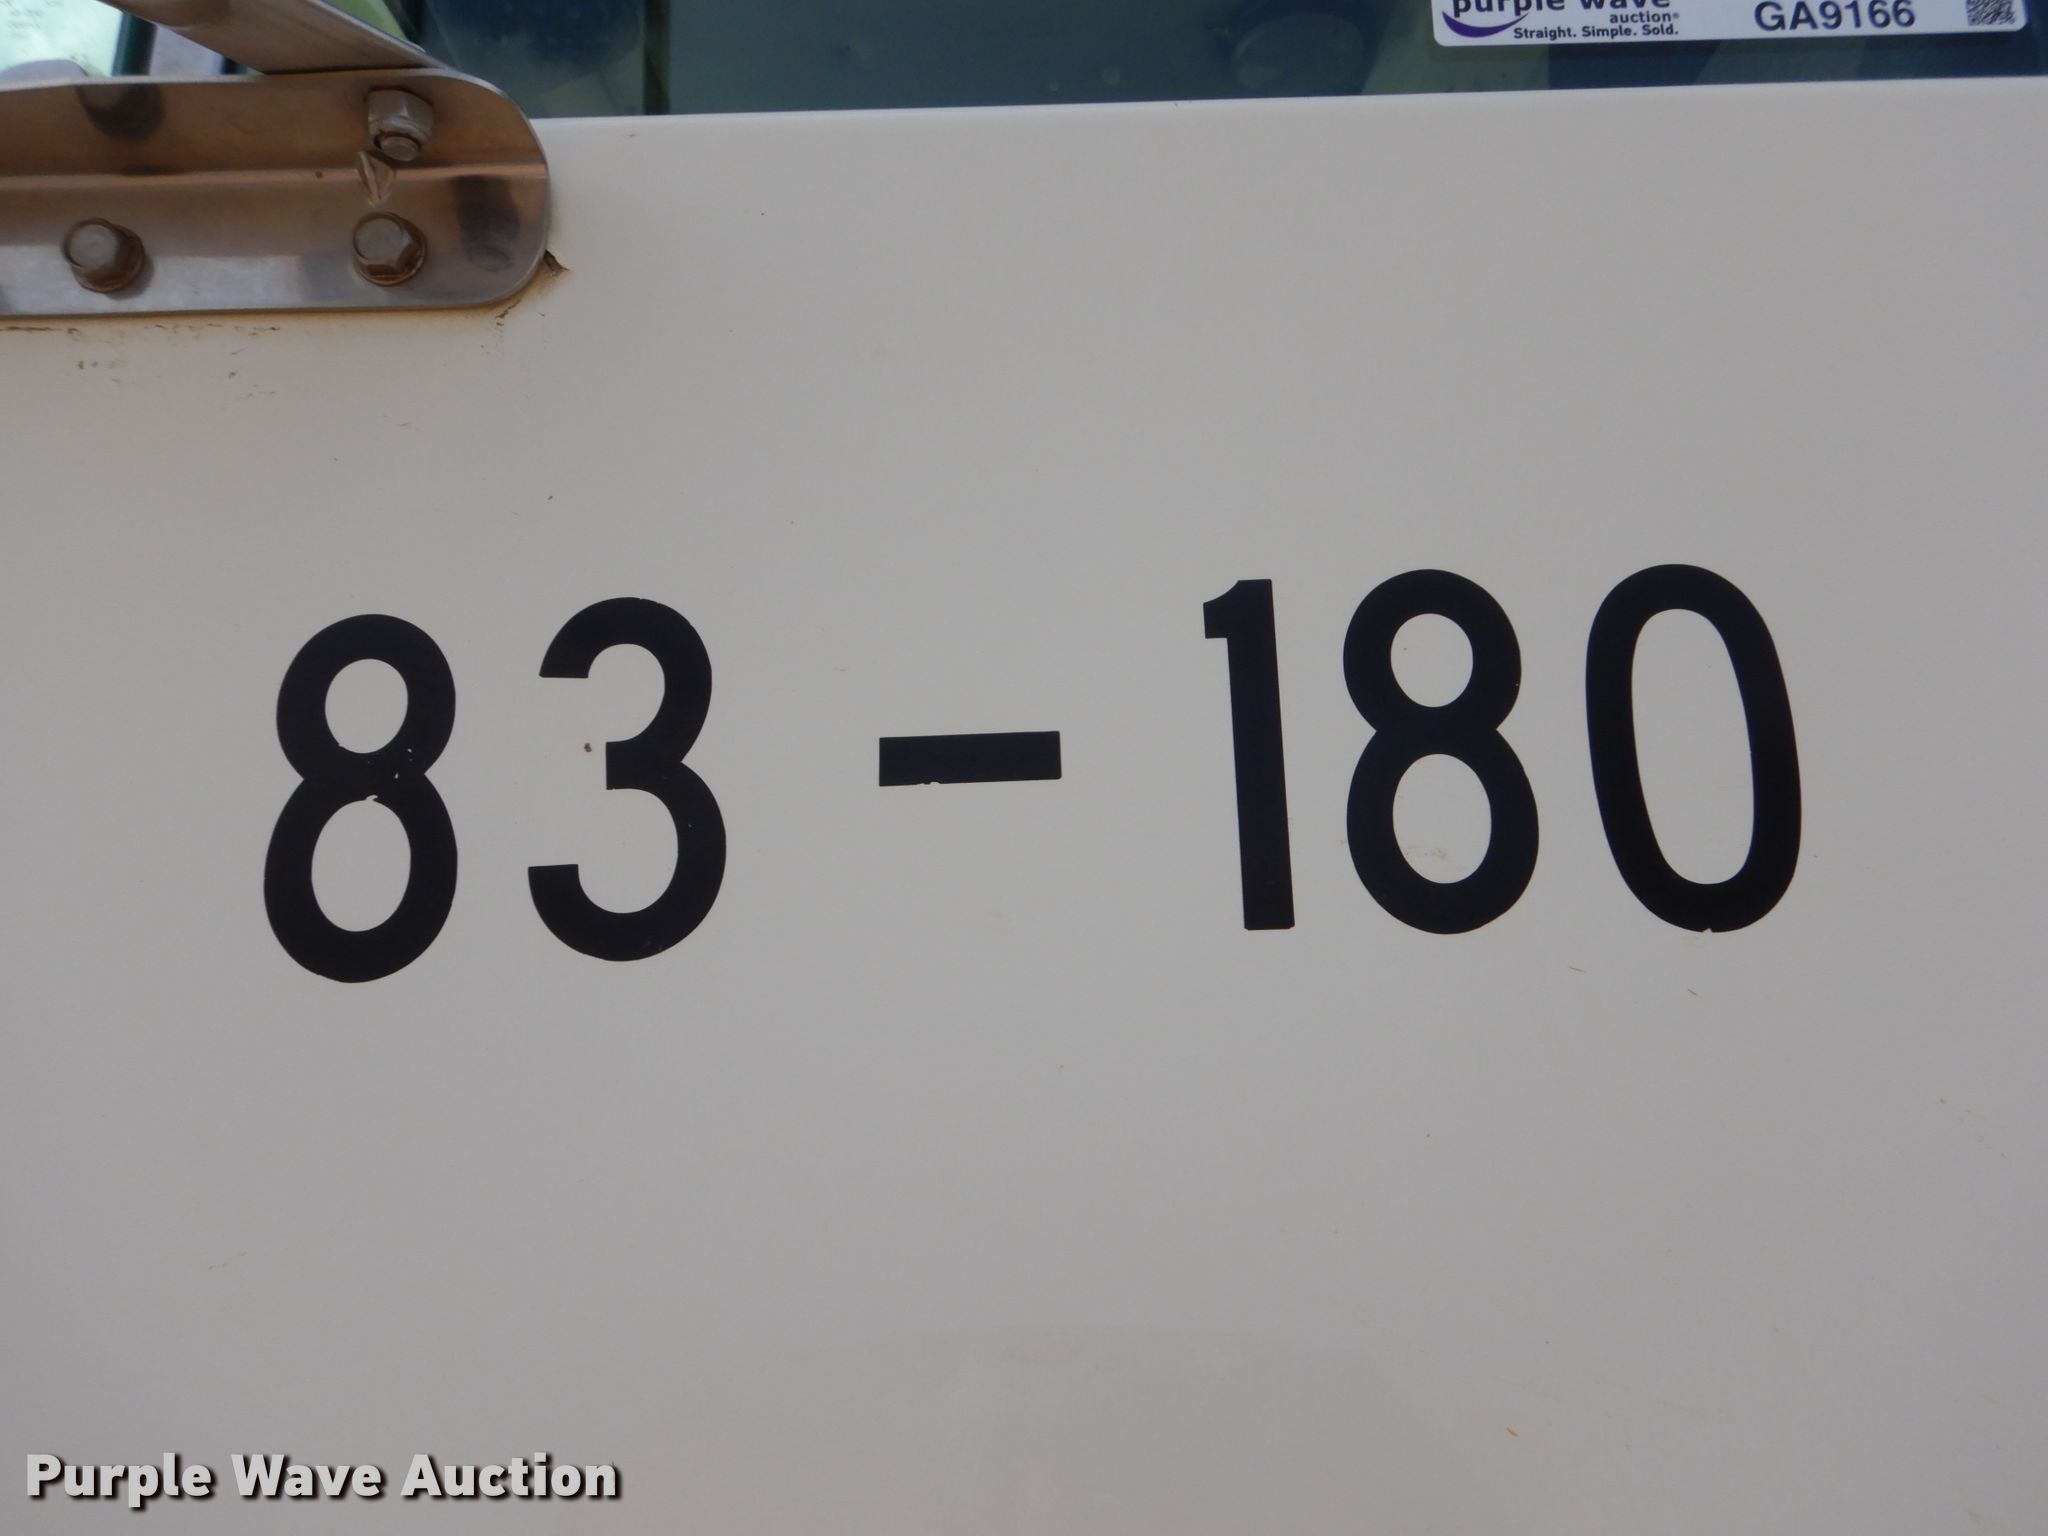 purple wave
auction®
Straight. Simple. Sold.
GA9166
83-180
Purple Wave Auction